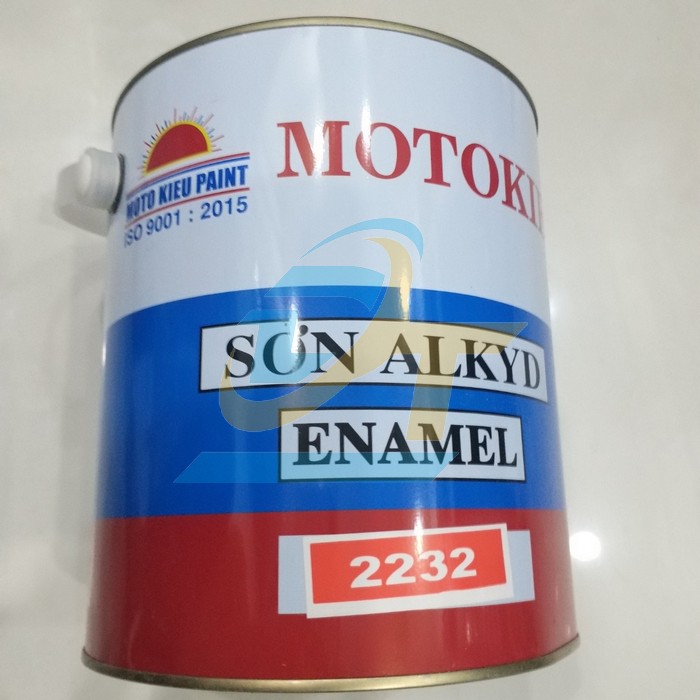 MOTO KIEU PAINT
ISO 9001 : 2015
MOTOKI
SƠN ALKYD
ENAMEL
2232